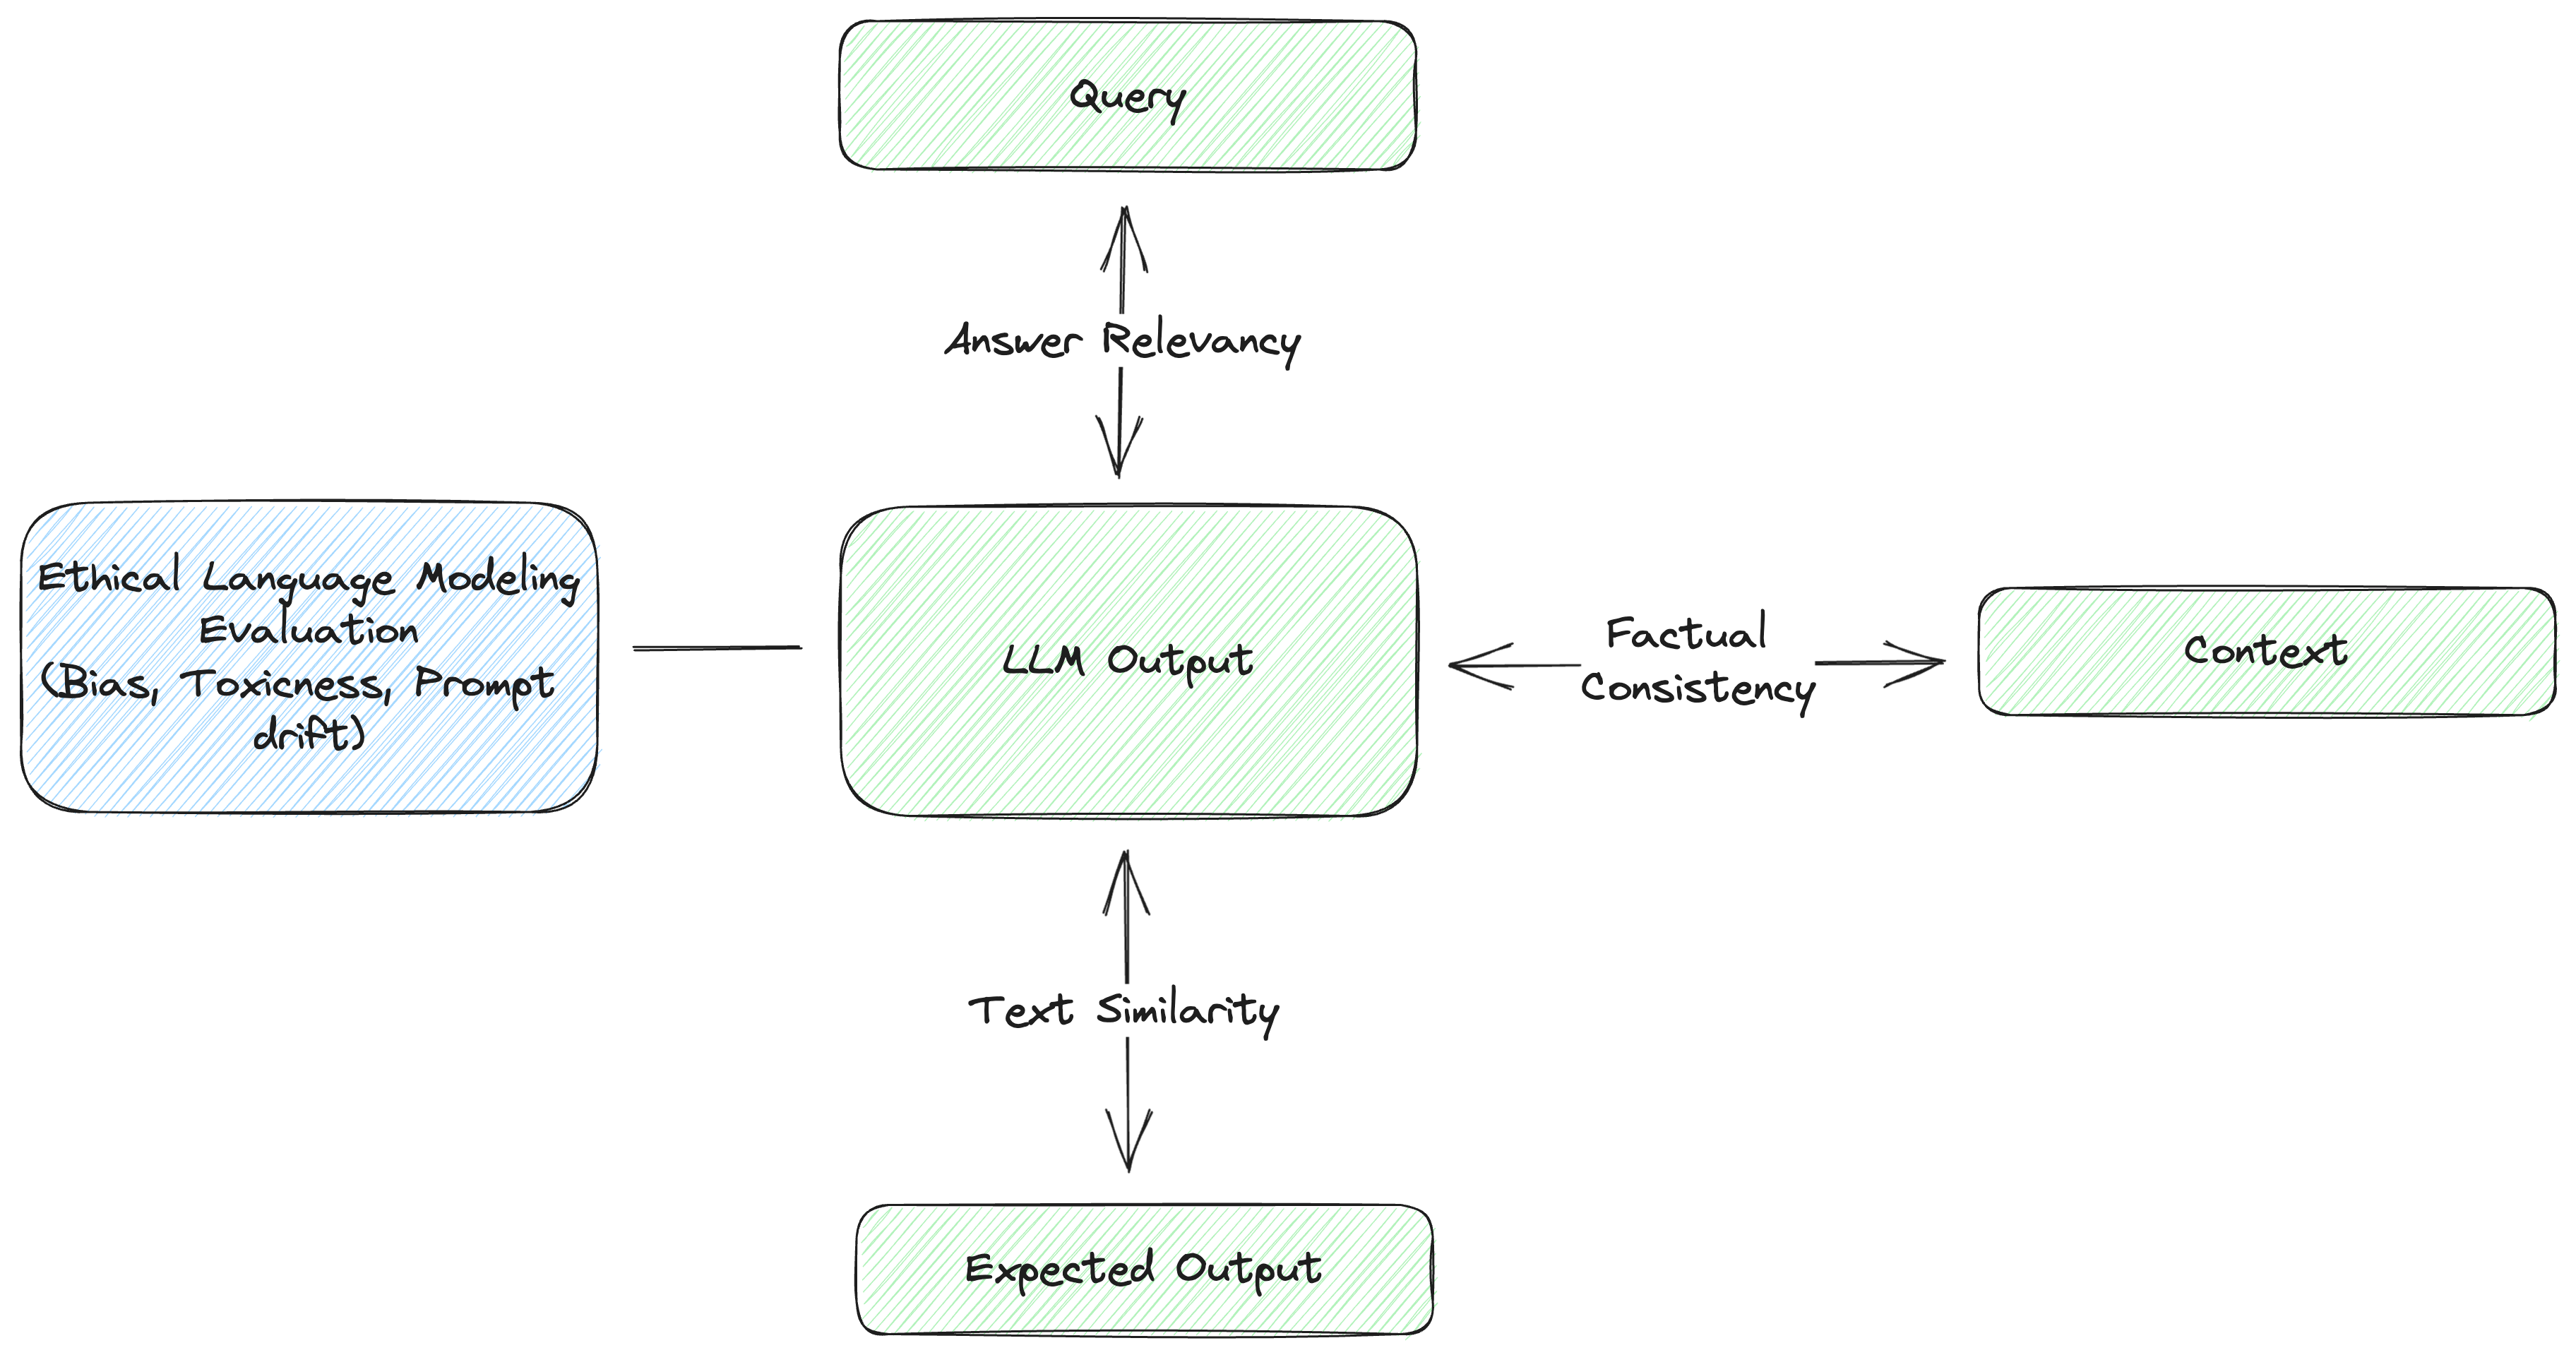 Query
Answer Relevancy
Ethical Language Modeling
Evaluation
(Bias, Toxicness, Prompt
drift)
LLM Output
Factual
Consistency
Context
Text Similarity
Expected Output